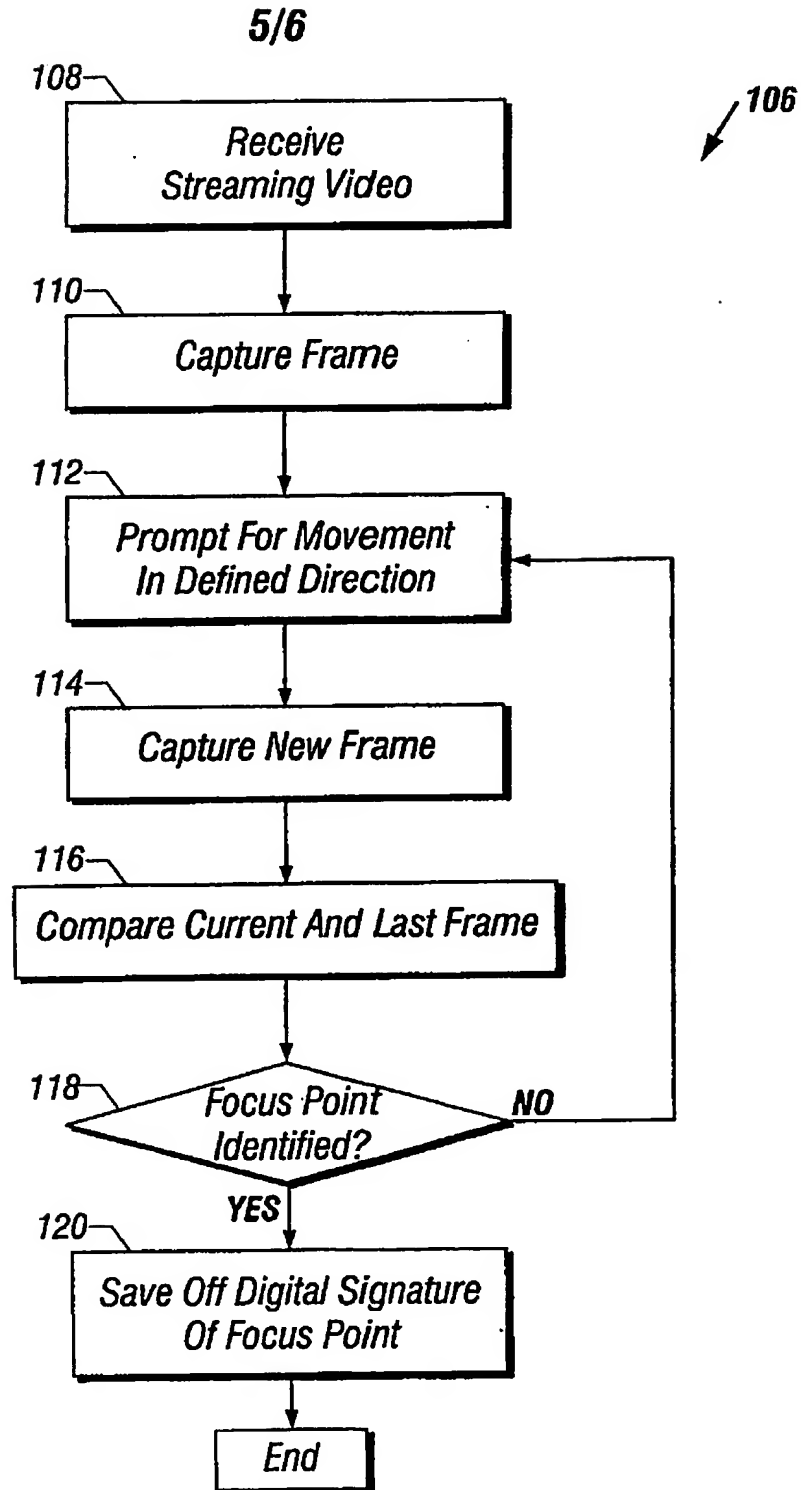 5/6
108
106
Receive
Streaming Video
110
Capture Frame
112
Prompt For Movement
In Defined Direction
114
Capture New Frame
116
Compare Current And Last Frame
118
Focus Point
Identified?
NO
YES
120
Save Off Digital Signature
Of Focus Point
End